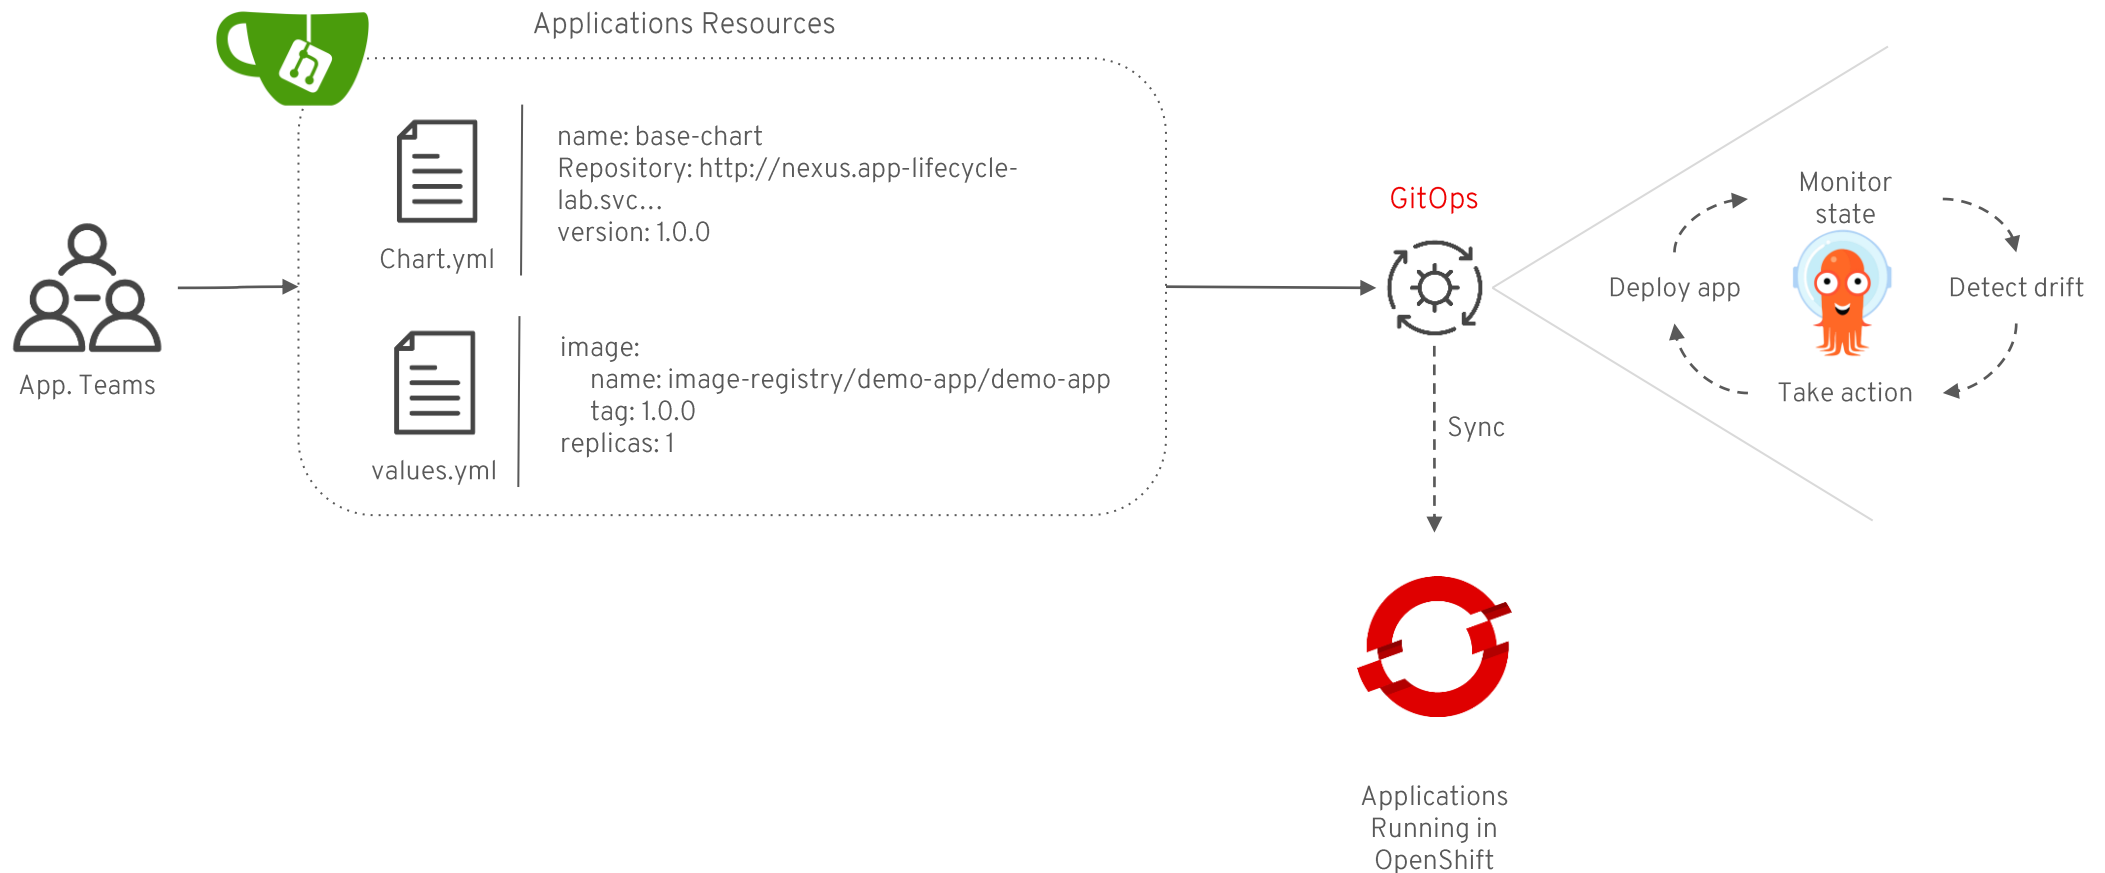 Applications Resources
name: base-chart
Repository: http://nexus.app-lifecycle-
lab.svc...
version: 1.0.0
Chart.yml
image:
name: image-registry/demo-app/demo-app
tag: 1.0.0
replicas: 1
values.yml
App. Teams
GitOps
Sync
Monitor
state
Deploy app
Detect drift
Take action
Applications
Running in
OpenShift